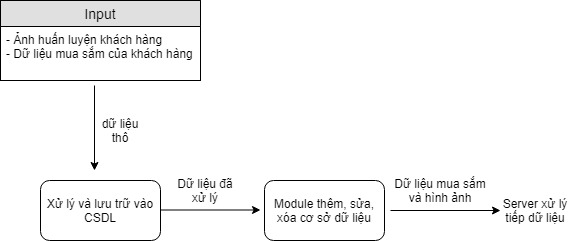 Input
- Ảnh huấn luyện khách hàng
- Dữ liệu mua sắm của khách hàng
dữ liệu
thô
Xử lý và lưu trữ vào
CSDL
Dữ liệu đã
xử lý
Module thêm, sửa,
xóa cơ sở dữ liệu
Dữ liệu mua sắm
và hình ảnh
Server xử lý
tiếp dữ liệu